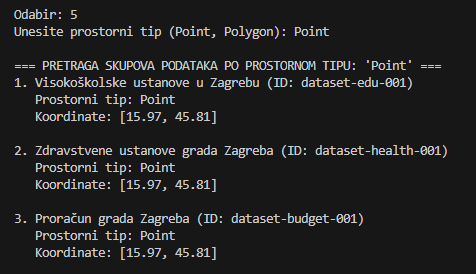 Odabir: 5
Unesite prostorni tip (Point, Polygon): Point
=== PRETRAGA SKUPOVA PODATAKA PO PROSTORNOM TIPU: 'Point' ===
1. Visokoškolske ustanove u Zagrebu (ID: dataset-edu-001)
Prostorni tip: Point
Koordinate: [15.97, 45.81]
2. Zdravstvene ustanove grada Zagreba (ID: dataset-health-001)
Prostorni tip: Point
Koordinate: [15.97, 45.81]
3. Proračun grada Zagreba (ID: dataset-budget-001)
Prostorni tip: Point
Koordinate: [15.97, 45.81]